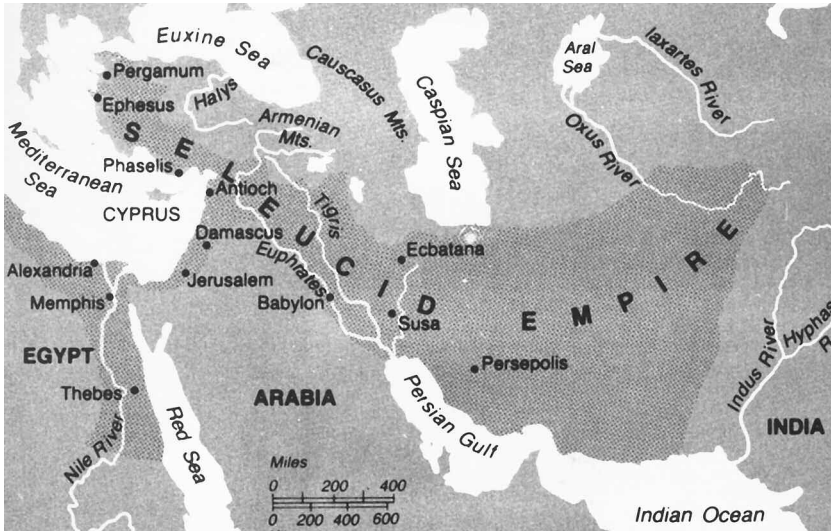 Euxine Sea
Causcasus Mts.
Caspian Sea
Aral
Sea
Iaxartes River
Oxus River
Pergamum
Ephesus
Halys
Armenian
Mts.
SELEUCID EMPIRE
Mediterranean
Sea
Phaselis
Antioch
CYPRUS
Tigris
Damascus
Euphrates
Ecbatana
Alexandria
Jerusalem
Memphis
Babylon
Susa
EGYPT
Persepolis
Thebes
ARABIA
Persian Gulf
Indus River
Hyphas
R
Nile River
Red Sea
INDIA
Miles
0 200 400
0 200 400 600
Indian Ocean